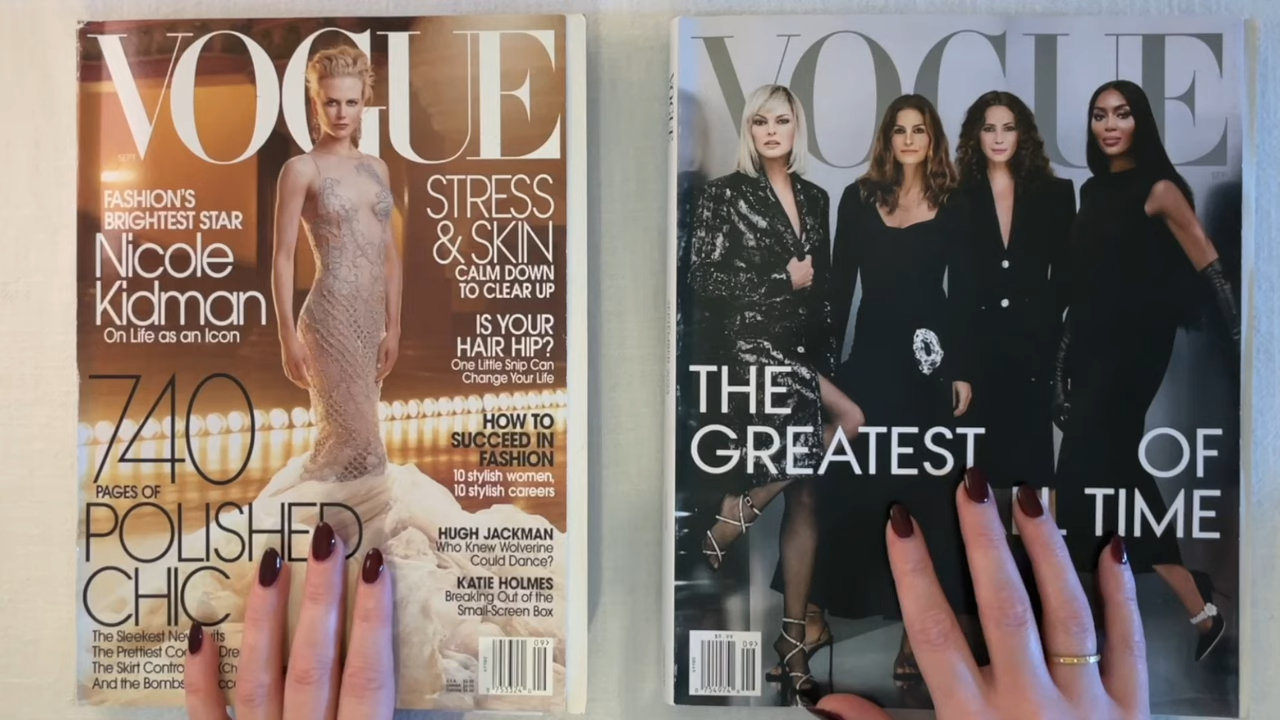 VOGUE
SEPT
FASHION'S
BRIGHTEST STAR
Nicole
Kidman
On Life as an Icon
740
PAGES OF
POLISHED
CHIC
The Sleekest
The Prettiest
The Skirt
And the
STRESS
& SKIN
CALM DOWN
TO CLEAR UP
IS YOUR
HAIR HIP?
One Little Snip Can
Change Your Life
HOW TO
SUCCEED IN
FASHION
10 stylish women,
10 stylish careers
HUGH JACKMAN
Who Knew Wolverine
Could Dance?
KATIE HOLMES
Breaking Out of the
Small-Screen Box
09>
VOGUE
THE
GREATEST OF
TIME
09>